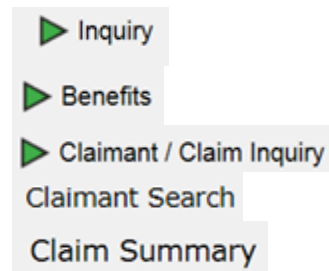 Inquiry
Benefits
Claimant / Claim Inquiry
Claimant Search
Claim Summary